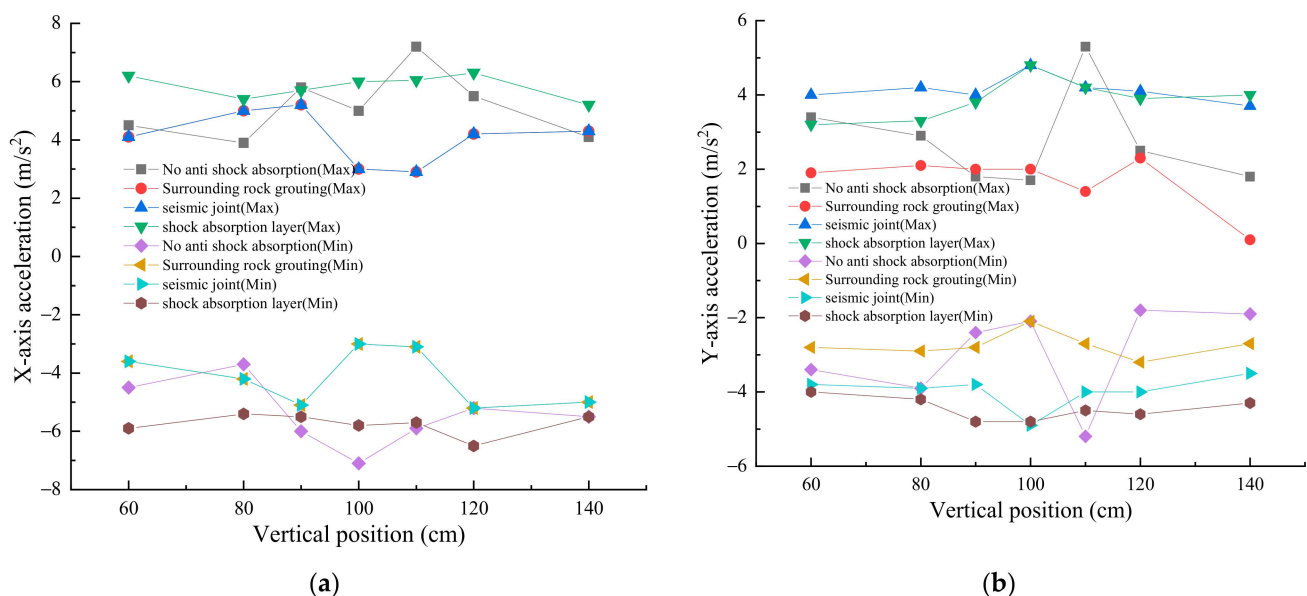 8
6
4
2
0
−2
−4
−6
−8
X-axis acceleration (m/s²)
No anti shock absorption(Max)
Surrounding rock grouting(Max)
seismic joint(Max)
shock absorption layer(Max)
No anti shock absorption(Min)
Surrounding rock grouting(Min)
seismic joint(Min)
shock absorption layer(Min)
60 80 100 120 140
Vertical position (cm)
(a)
6
4
2
0
−2
−4
−6
Y-axis acceleration (m/s²)
No anti shock absorption(Max)
Surrounding rock grouting(Max)
seismic joint(Max)
shock absorption layer(Max)
No anti shock absorption(Min)
Surrounding rock grouting(Min)
seismic joint(Min)
shock absorption layer(Min)
60 80 100 120 140
Vertical position (cm)
(b)